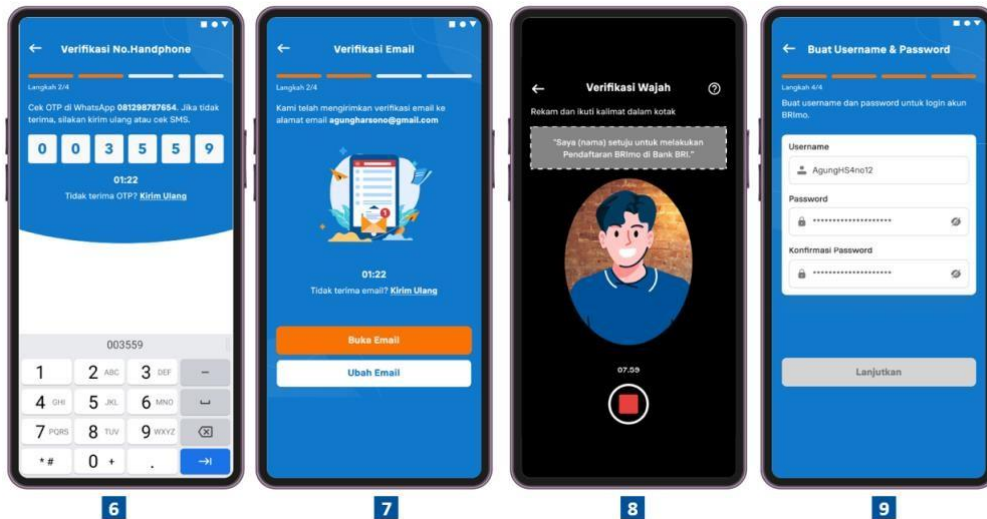 Verifikasi No.Handphone
Langkah 2/4
Cek OTP di WhatsApp 081298787654. Jika tidak
terima, silakan kirim ulang atau cek SMS.
0 0 3 5 5 9
01:22
Tidak terima OTP? Kirim Ulang
003559
1 2 ABC 3 DEF -
4 GHI 5 JKL 6 MNO
7 PQRS 8 TUV 9 WXYZ
* # 0 + .
6
Verifikasi Email
Langkah 2/4
Kami telah mengirimkan verifikasi email ke
alamat email agungharsono@gmail.com
1
01:22
Tidak terima email? Kirim Ulang
Buka Email
Ubah Email
7
Verifikasi Wajah
Rekam dan ikuti kalimat dalam kotak
"Saya (nama) setuju untuk melakukan
Pendaftaran BRImo di Bank BRI."
07.59
8
Buat Username & Password
Langkah 4/4
Buat username dan password untuk login akun
BRImo.
Username
AgungHS4no12
Password
Konfirmasi Password
Lanjutkan
9